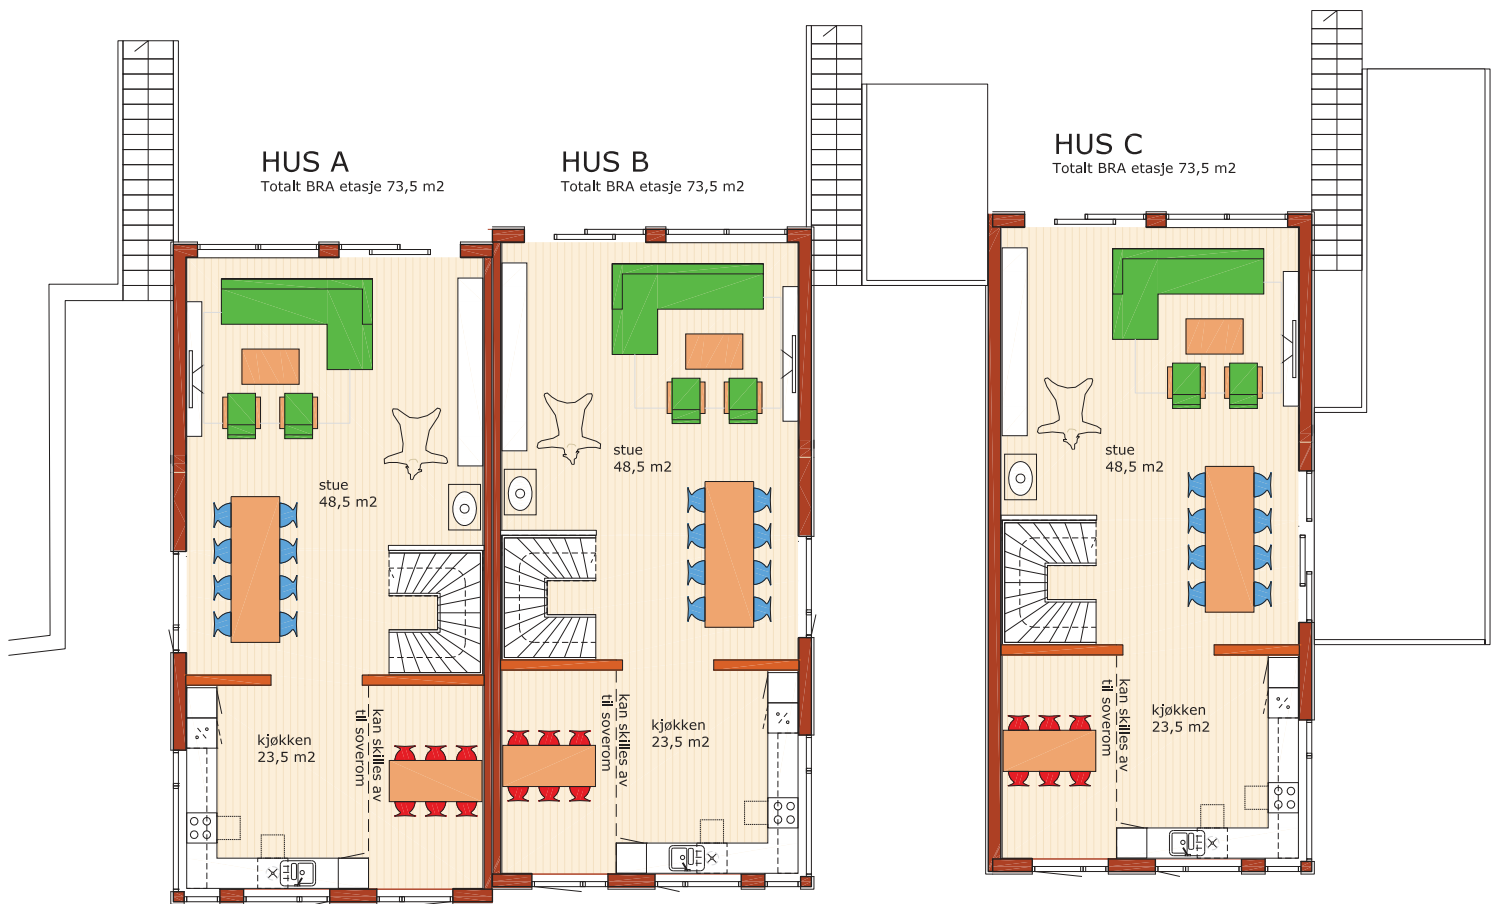 HUS A
Totalt BRA etasje 73,5 m2
HUS B
Totalt BRA etasje 73,5 m2
HUS C
Totalt BRA etasje 73,5 m2
stue
48,5 m2
stue
48,5 m2
stue
48,5 m2
kjøkken
23,5 m2
kan skilles av
til soverom
kan skilles av
til soverom
kjøkken
23,5 m2
kan skilles av
til soverom
kjøkken
23,5 m2